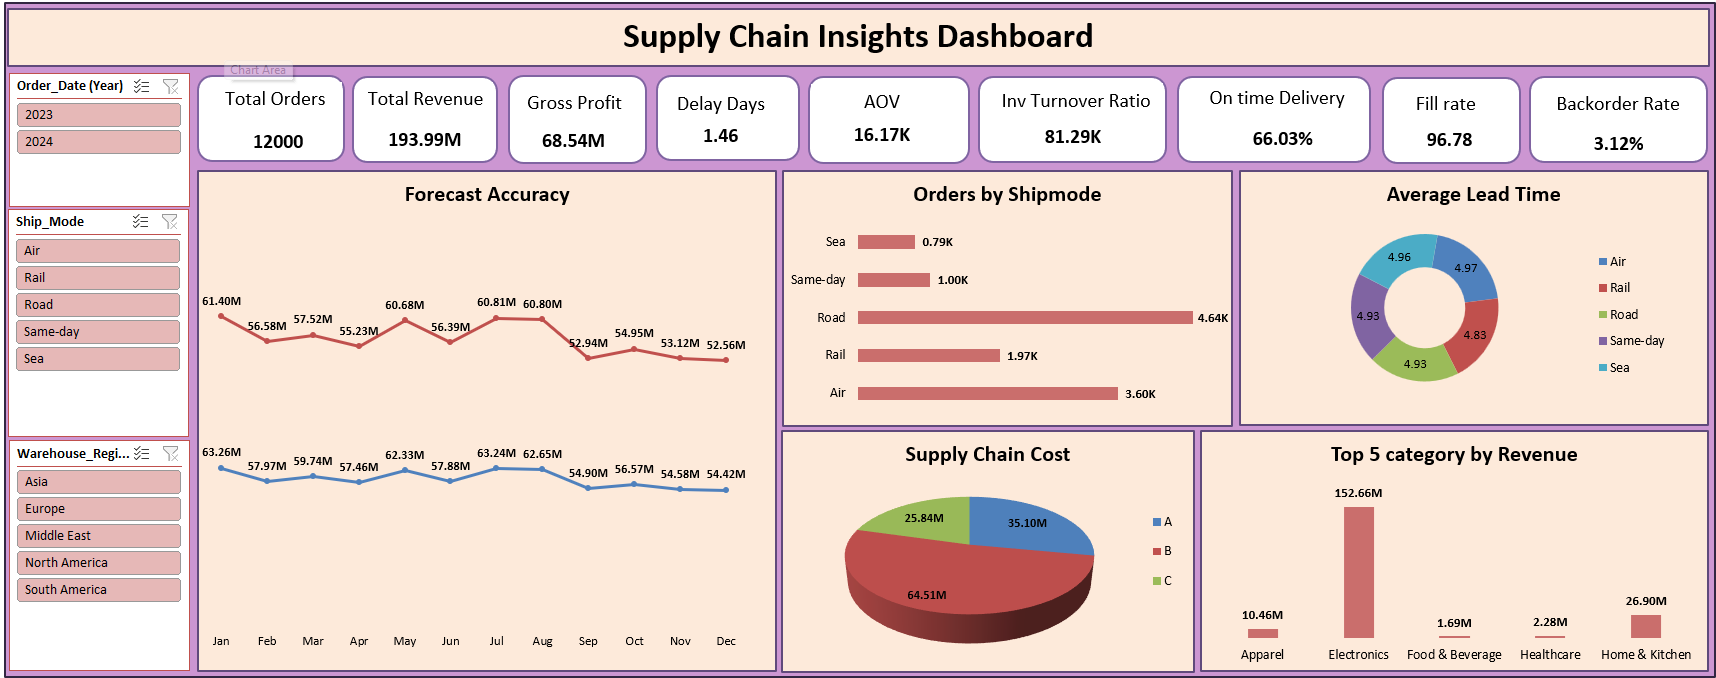 Supply Chain Insights Dashboard
Chart Area
Order_Date (Year)
2023
2024
Ship_Mode
Air
Rail
Road
Same-day
Sea
Warehouse_Regi...
Asia
Europe
Middle East
North America
South America
Total Orders
12000
Total Revenue
193.99M
Gross Profit
68.54M
Delay Days
1.46
AOV
16.17K
Inv Turnover Ratio
81.29K
On time Delivery
66.03%
Fill rate
96.78
Backorder Rate
3.12%
Forecast Accuracy
61.40M 56.58M 57.52M 55.23M 60.68M 56.39M 60.81M 60.80M 52.94M 54.95M 53.12M 52.56M
63.26M 57.97M 59.74M 57.46M 62.33M 57.88M 63.24M 62.65M 54.90M 56.57M 54.58M 54.42M
Jan Feb Mar Apr May Jun Jul Aug Sep Oct Nov Dec
Orders by Shipmode
Sea 0.79K
Same-day 1.00K
Road 4.64K
Rail 1.97K
Air 3.60K
Average Lead Time
4.97
4.83
4.93
4.93
4.96
Air
Rail
Road
Same-day
Sea
Supply Chain Cost
35.10M
64.51M
25.84M
A
B
C
Top 5 category by Revenue
10.46M 152.66M 1.69M 2.28M 26.90M
Apparel Electronics Food & Beverage Healthcare Home & Kitchen